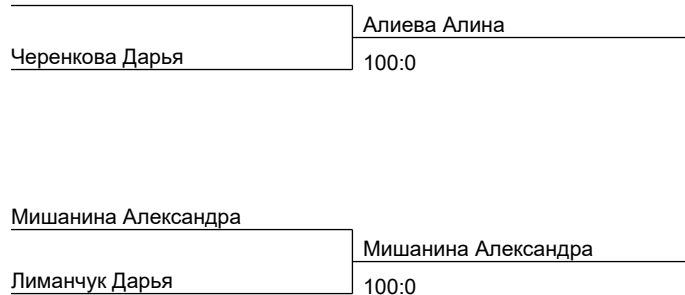 Алиева Алина
Черенкова Дарья
100:0
Мишанина Александра
Мишанина Александра
Лиманчук Дарья
100:0